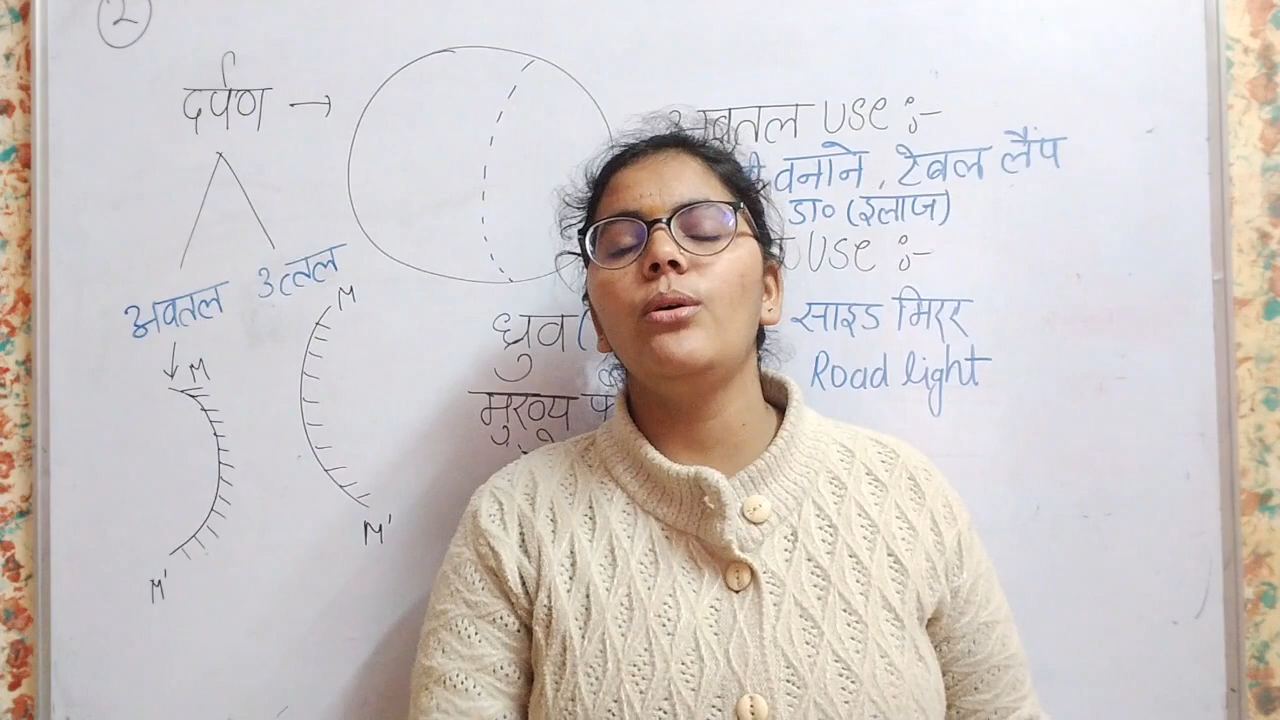 2
दर्पण →
अवतल उत्तल
M
M'
M
M'
अवतल use :-
बनाने, टेबल लैंप
डा० (इलाज)
use :-
ध्रुव (
साइड मिरर
Road light
मुख्य